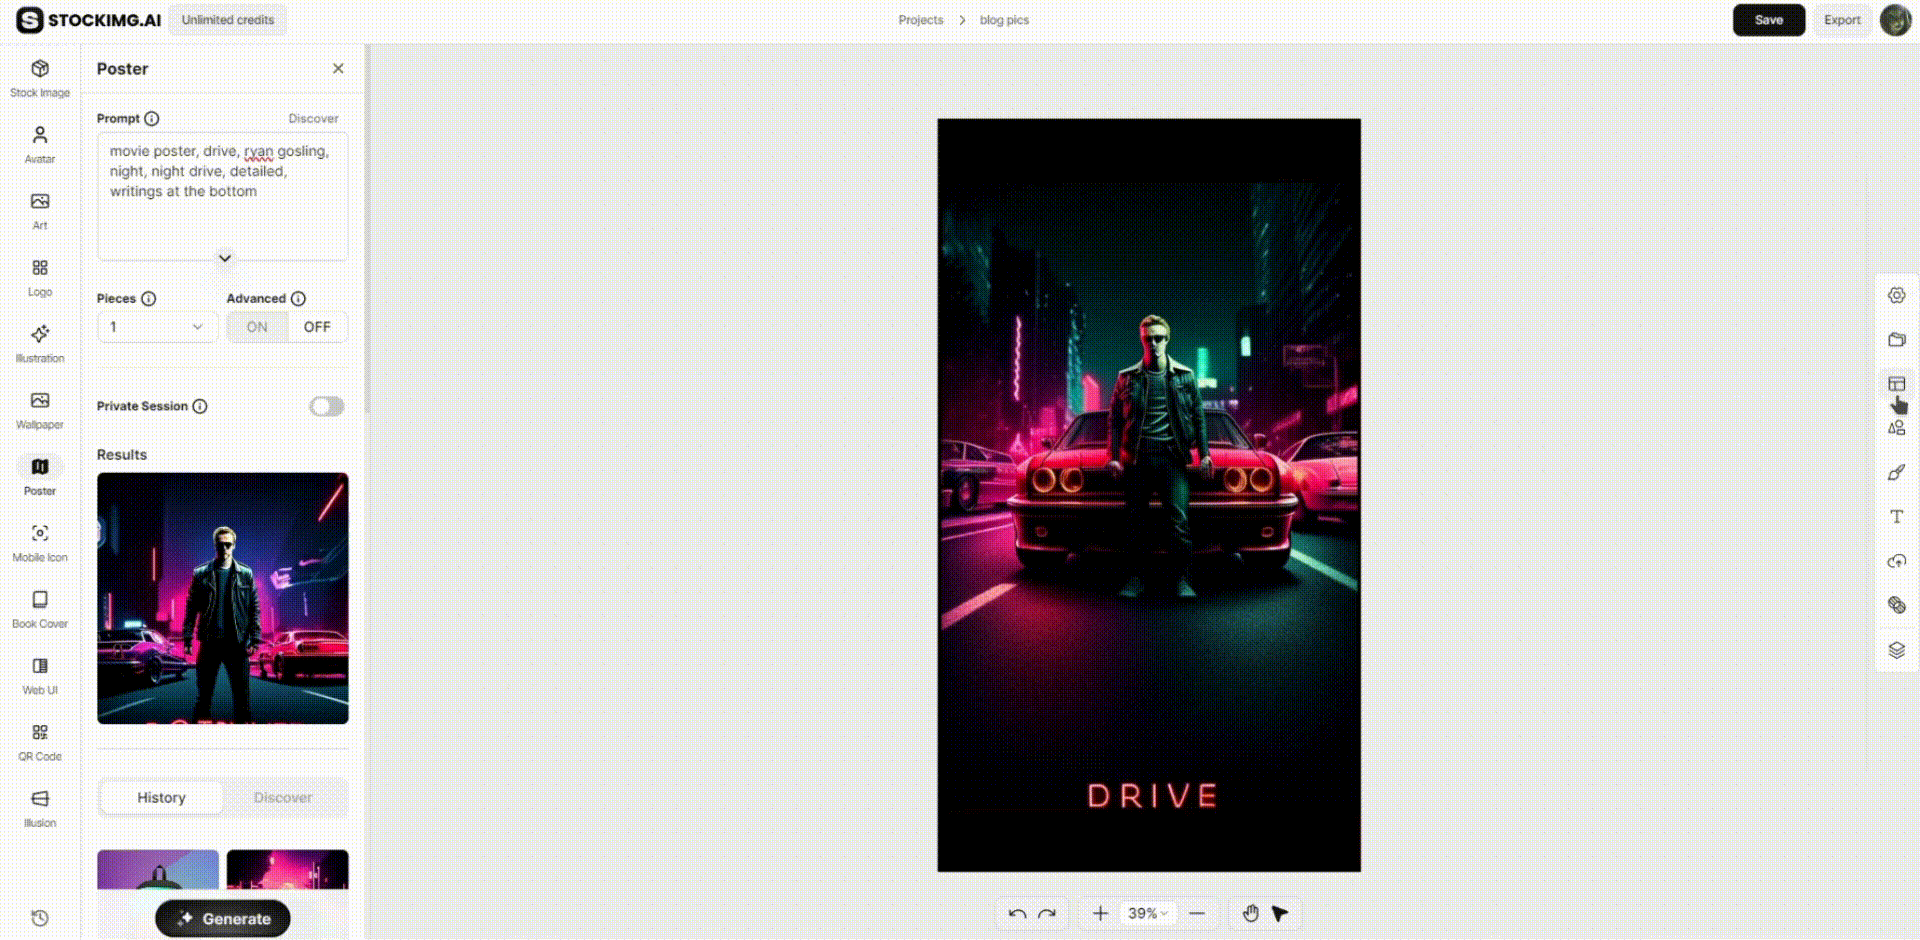 STOCKIMG.AI
Unlimited credits
Projects > blog pics
Save
Export
Stock Image
Avatar
Art
Logo
Illustration
Wallpaper
Poster
Mobile Icon
Book Cover
Web UI
QR Code
Illusion
Poster
Prompt
Discover
movie poster, drive, ryan gosling,
night, night drive, detailed,
writings at the bottom
Pieces
Advanced
1
ON
OFF
Private Session
Results
History
Discover
Generate
DRIVE
39%